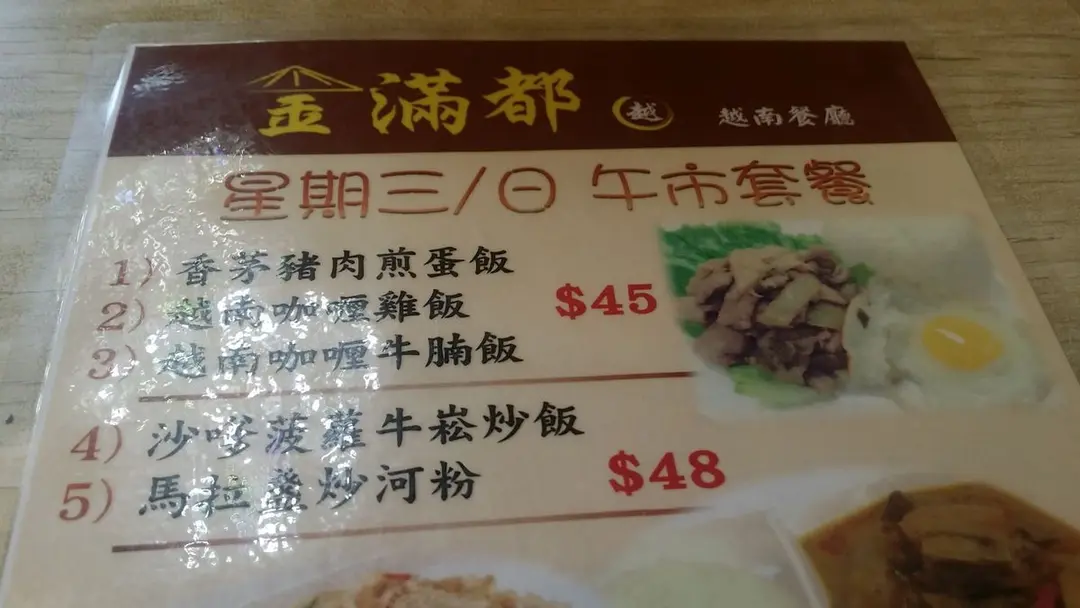 金滿都 越 越南餐廳
星期三/日 午市套餐
1) 香茅豬肉煎蛋飯
2) 越南咖喱雞飯 $45
3) 越南咖喱牛腩飯
4) 沙嗲菠蘿牛崧炒飯
5) 馬拉盞炒河粉 $48